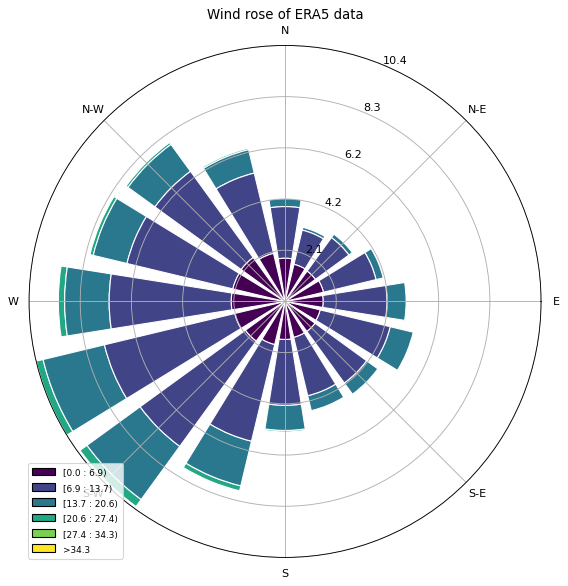 Wind rose of ERA5 data
N
10.4
N-W
8.3
N-E
6.2
4.2
2.1
W
E
[0.0 : 6.9)
[6.9 : 13.7)
S-W
S-E
[13.7 : 20.6)
[20.6 : 27.4)
[27.4 : 34.3)
>34.3
S